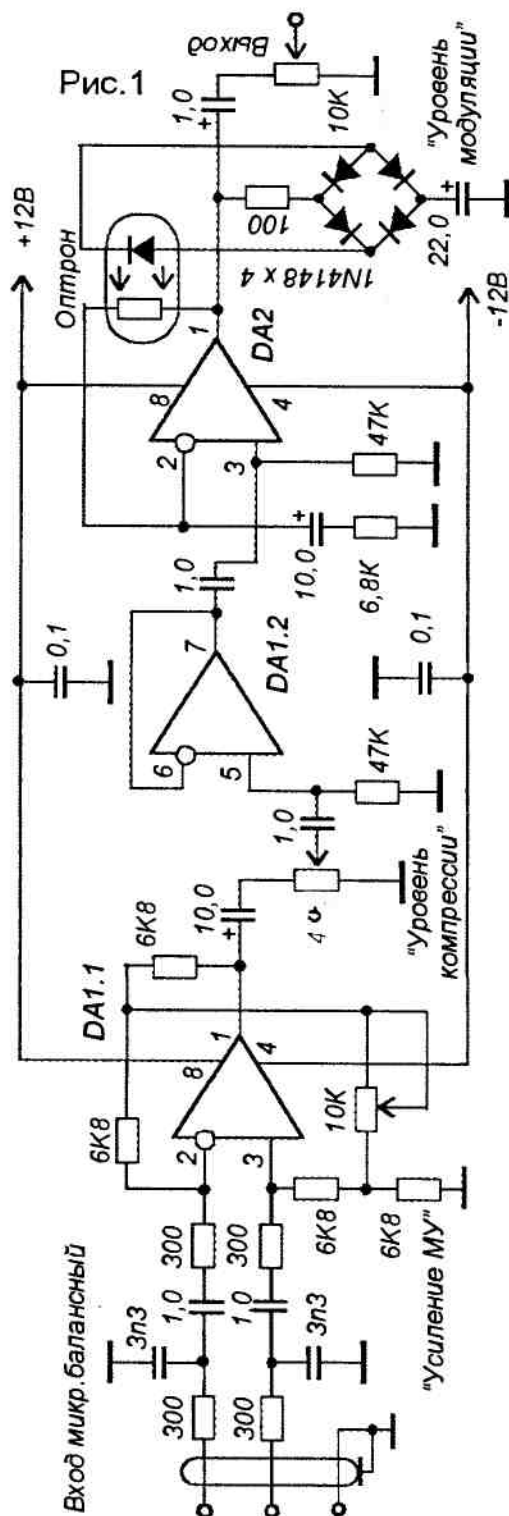 Рис.1
+12В
-12В
Вход микр.балансный
3n3
300
1,0
300
300
1,0
300
3n3
"Усиление МУ"
6K8
DA1.1
6K8
2
3
8
1
4
6K8
10K
6K8
10,0
+
"Уровень компрессии"
1,0
47K
0,1
6
5
7
DA1.2
1,0
0,1
10,0
+
6,8K
47K
2
3
8
1
4
DA2
Оптрон
1N4148 x 4
100
22,0
+
"Уровень модуляции"
1,0
+
10K
Выход